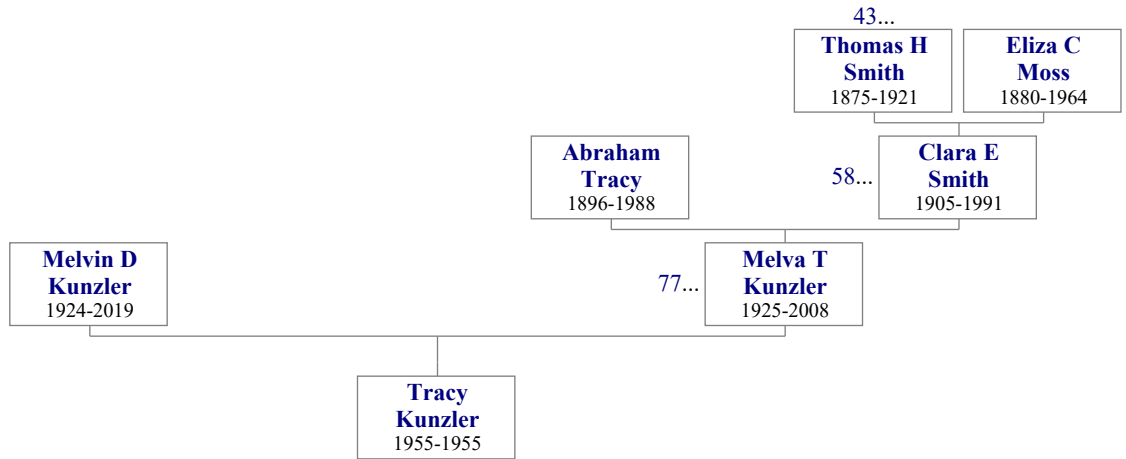 43...
Thomas H
Smith
1875-1921
Eliza C
Moss
1880-1964
Abraham
Tracy
1896-1988
58...
Clara E
Smith
1905-1991
Melvin D
Kunzler
1924-2019
77...
Melva T
Kunzler
1925-2008
Tracy
Kunzler
1955-1955